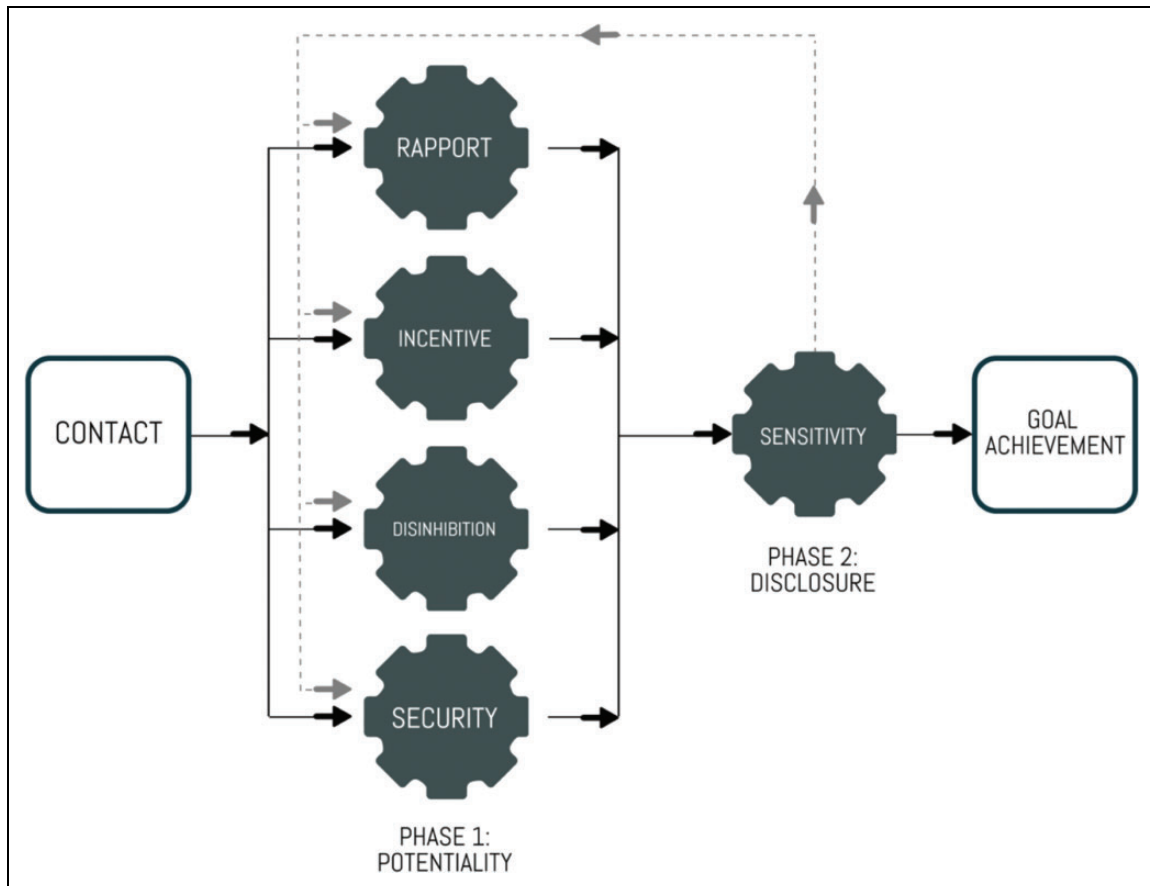 RAPPORT
INCENTIVE
CONTACT
DISINHIBITION
SECURITY
PHASE 1:
POTENTIALITY
SENSITIVITY
PHASE 2:
DISCLOSURE
GOAL
ACHIEVEMENT